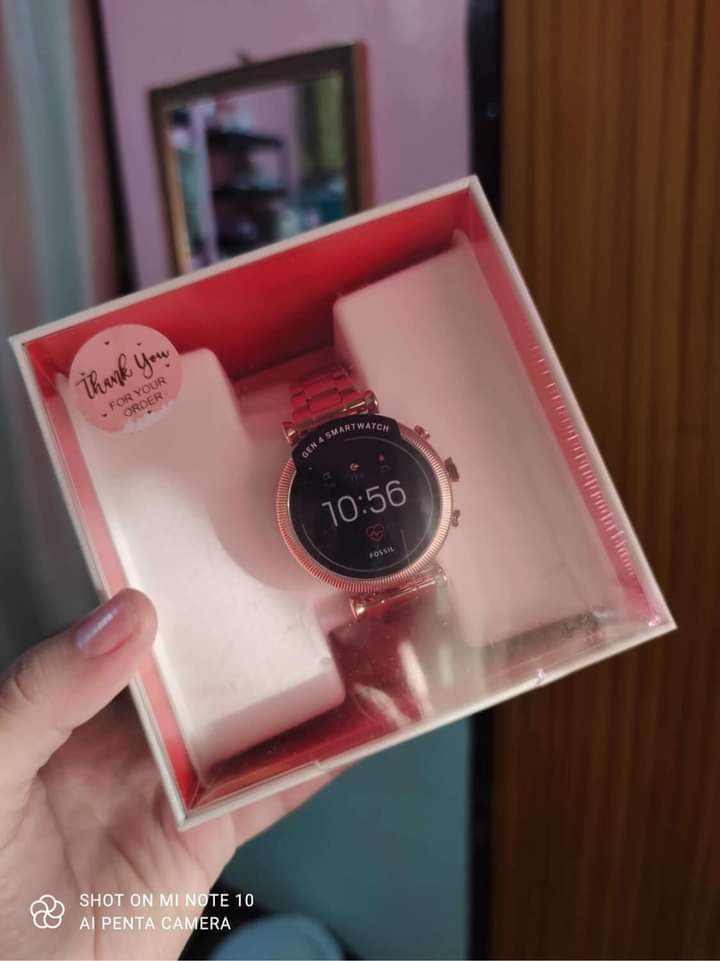 Thank You
FOR YOUR
ORDER
GEN 4 SMARTWATCH
10:56
FOSSIL
SHOT ON MI NOTE 10
AI PENTA CAMERA